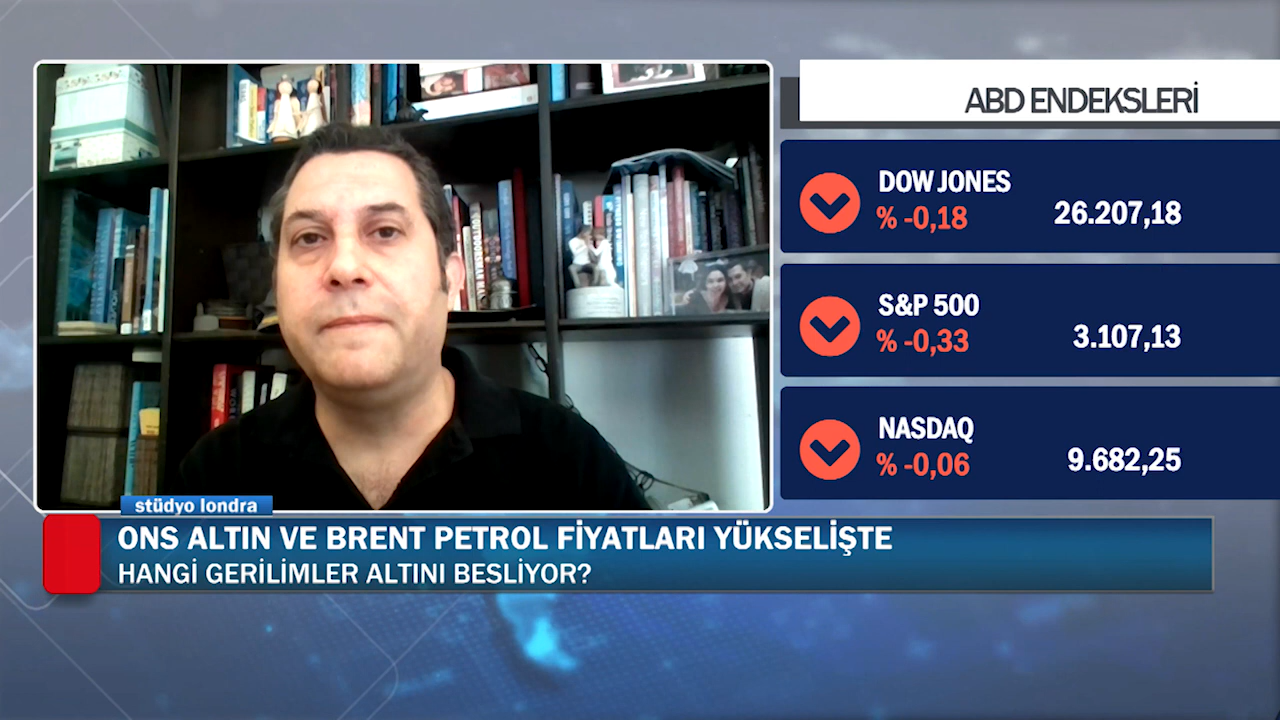 ABD ENDEKSLERİ
DOW JONES
% -0,18
26.207,18
S&P 500
% -0,33
3.107,13
NASDAQ
% -0,06
9.682,25
stüdyo londra
ONS ALTIN VE BRENT PETROL FİYATLARI YÜKSELİŞTE
HANGİ GERİLİMLER ALTINI BESLİYOR?